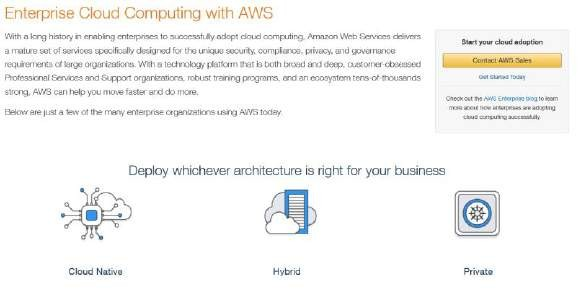 Enterprise Cloud Computing with AWS
With a long history in enabling enterprises to successfully adopt cloud computing, Amazon Web Services delivers
a mature set of services specifically designed for the unique security, compliance, privacy, and governance
requirements of large organizations. With a technology platform that is both broad and deep, customer-obsessed
Professional Services and Support organizations, robust training programs, and an ecosystem tens-of-thousands
strong, AWS can help you move faster and do more.
Below are just a few of the many enterprise organizations using AWS today.
Start your cloud adoption
Contact AWS Sales
Get Started Today
Check out the AWS Enterprise blog to learn
more about how enterprises are adopting
cloud computing successfully.
Deploy whichever architecture is right for your business
Cloud Native
Hybrid
Private